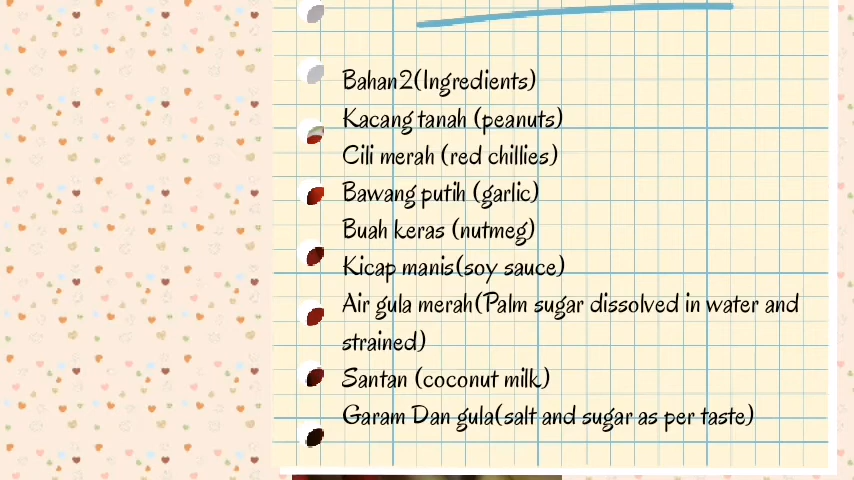 Bahan2(Ingredients)
Kacang tanah (peanuts)
Cili merah (red chillies)
Bawang putih (garlic)
Buah keras (nutmeg)
Kicap manis(soy sauce)
Air gula merah(Palm sugar dissolved in water and
strained)
Santan (coconut milk)
Garam Dan gula(salt and sugar as per taste)